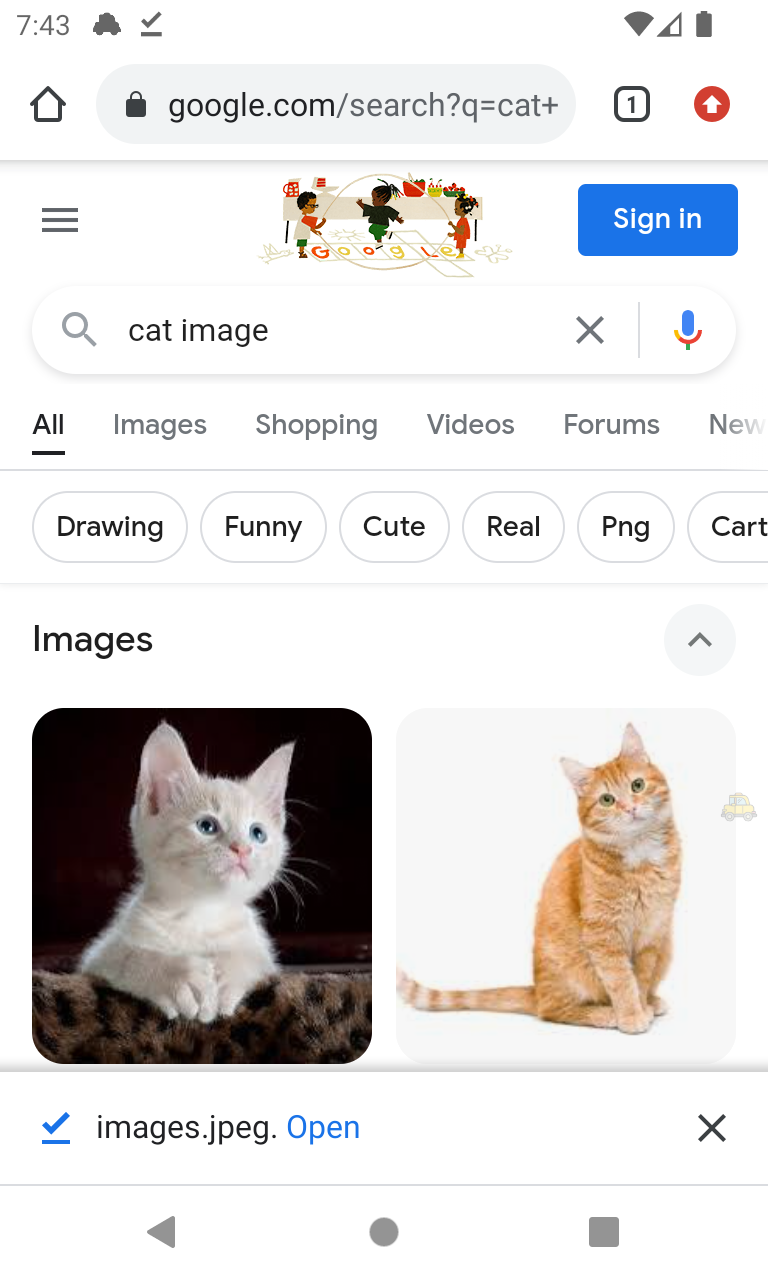 7:43
google.com/search?q=cat+
1
Google
Sign in
cat image
All Images Shopping Videos Forums New
Drawing Funny Cute Real Png Cart
Images
images.jpeg. Open